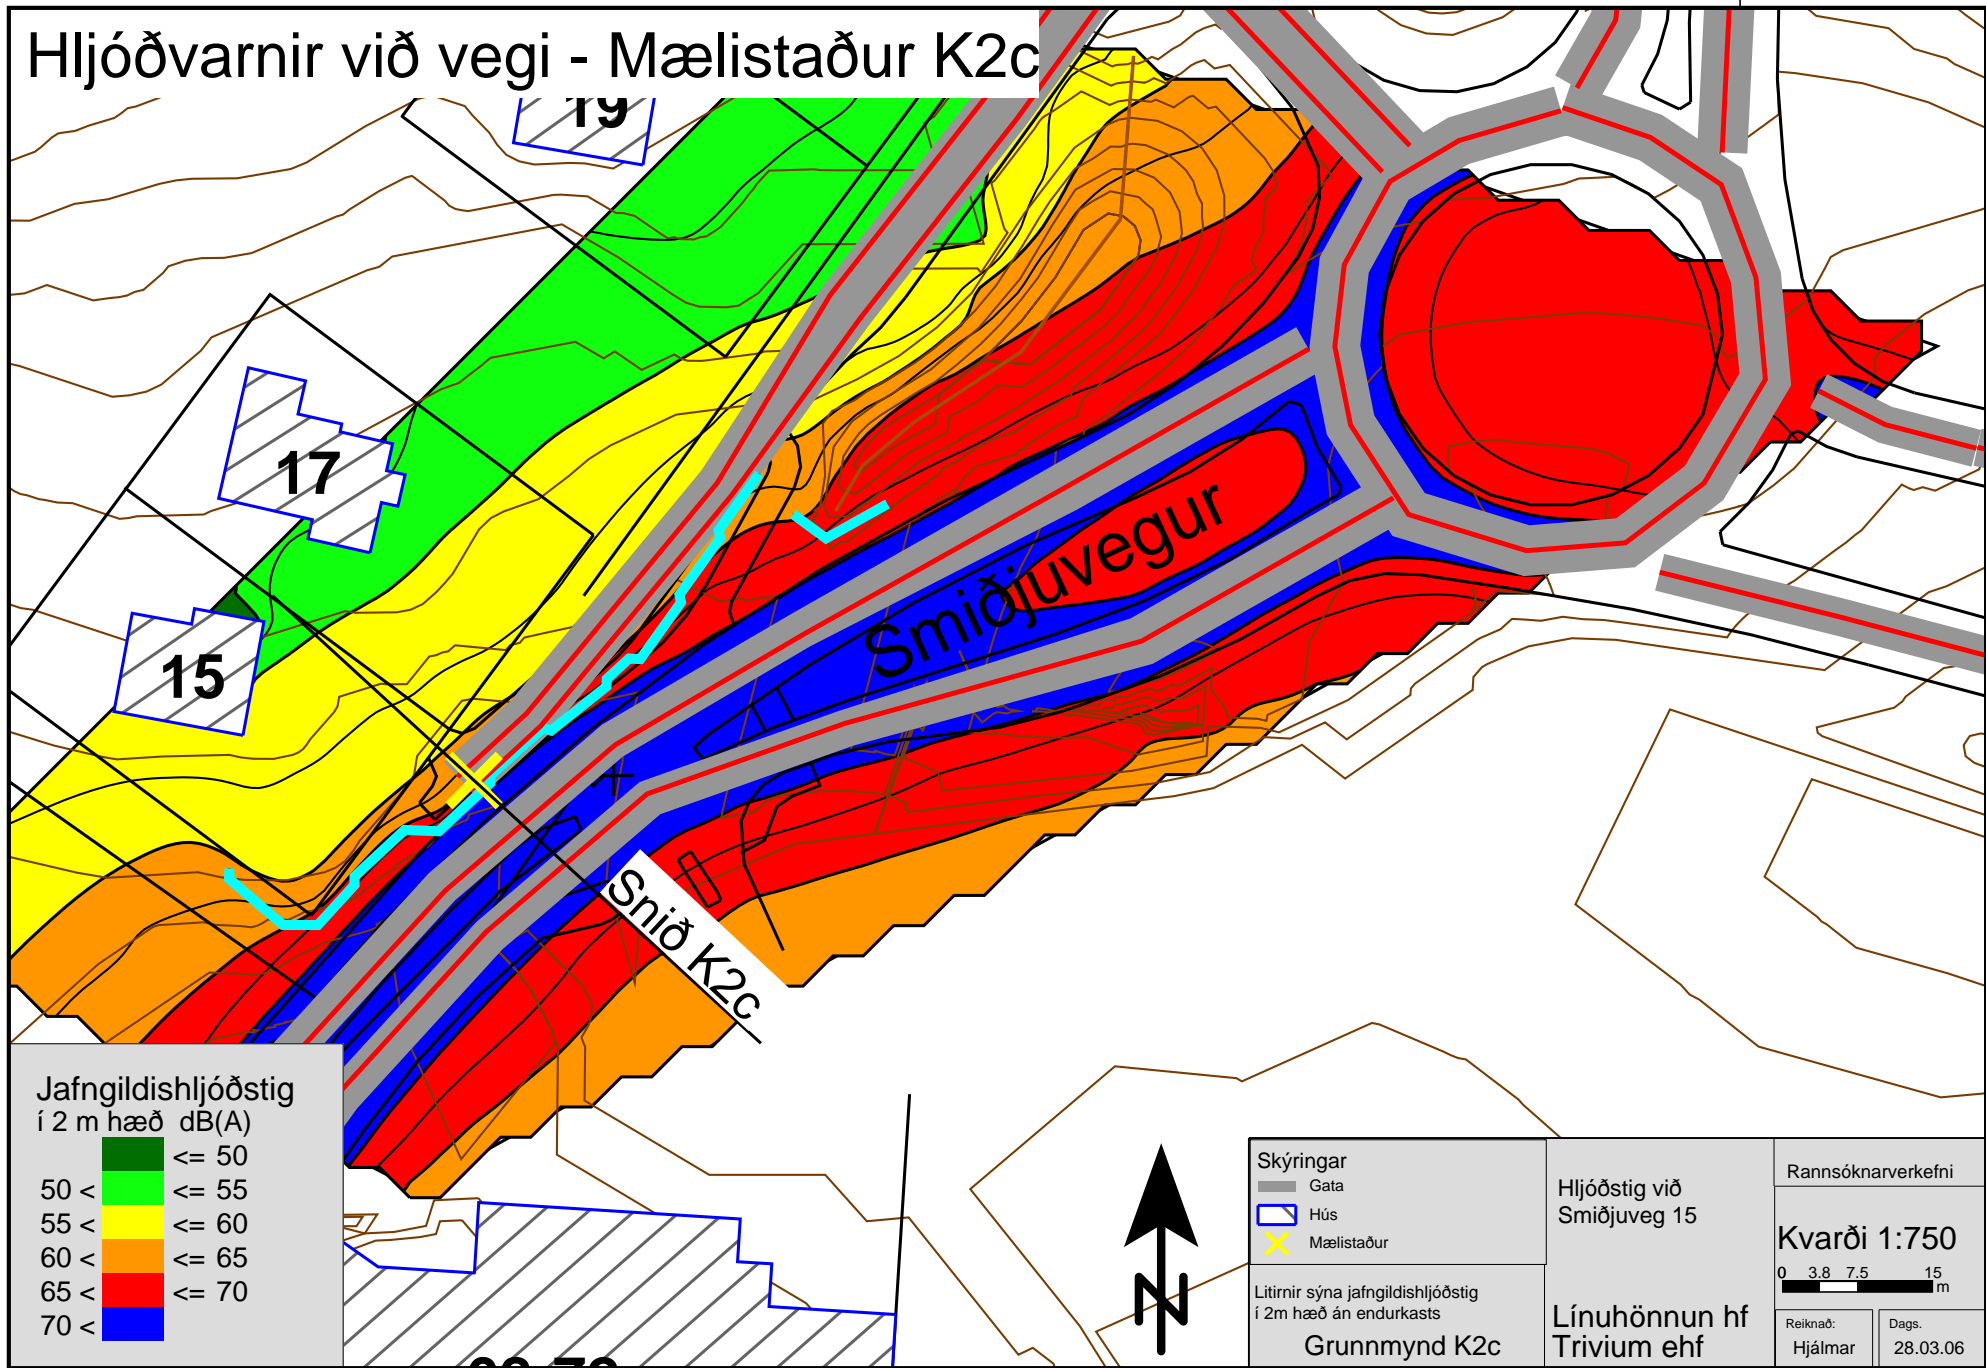 Hljóðvarnir við vegi - Mælistaður K2c
19
17
15
Smiðjuvegur
Snið K2c
Jafngildishljóðstig
í 2 m hæð dB(A)
<= 50
50 < <= 55
55 < <= 60
60 < <= 65
65 < <= 70
70 <
N
Skýringar
Gata
Hús
Mælistaður
Litirnir sýna jafngildishljóðstig
í 2m hæð án endurkasts
Grunnmynd K2c
Hljóðstig við
Smiðjuveg 15
Línuhönnun hf
Trivium ehf
Rannsóknarverkefni
Kvarði 1:750
0 3.8 7.5 15
m
Reiknað:
Hjálmar
Dags.
28.03.06